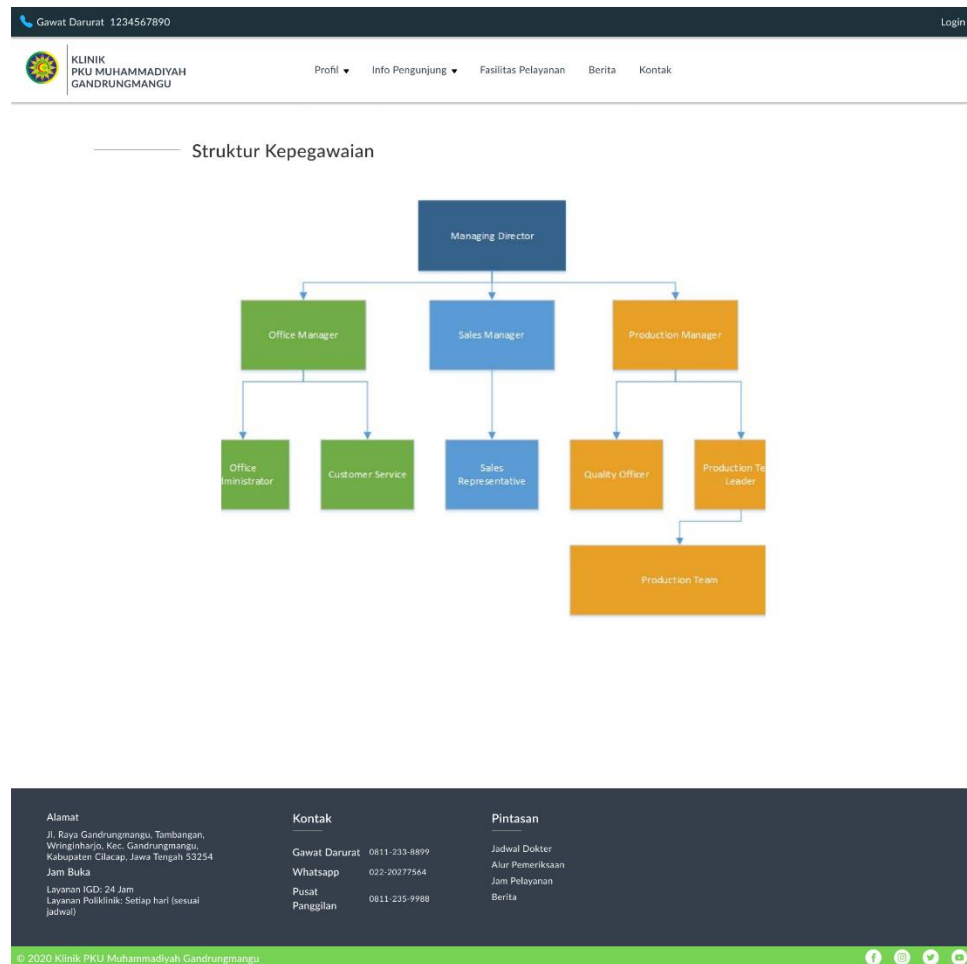 Gawat Darurat 1234567890
Login
KLINIK
PKU MUHAMMADIYAH
GANDRUNGMANGU
Profil
Info Pengunjung
Fasilitas Pelayanan
Berita
Kontak
Struktur Kepegawaian
Managing Director
Office Manager
Sales Manager
Production Manager
Office
ministrator
Customer Service
Sales
Representative
Quality Officer
Production Te
Leader
Production Team
Alamat
Jl. Raya Gandrungmangu, Tambangan,
Wringinharjo, Kec. Gandrungmangu,
Kabupaten Cilacap, Jawa Tengah 53254
Jam Buka
Layanan IGD: 24 Jam
Layanan Poliklinik: Setiap hari (sesuai
jadwal)
Kontak
Gawat Darurat 0811-233-8899
Whatsapp 022-20277564
Pusat
Panggilan 0811-235-9988
Pintasan
Jadwal Dokter
Alur Pemeriksaan
Jam Pelayanan
Berita
© 2020 Klinik PKU Muhammadiyah Gandrungmangu